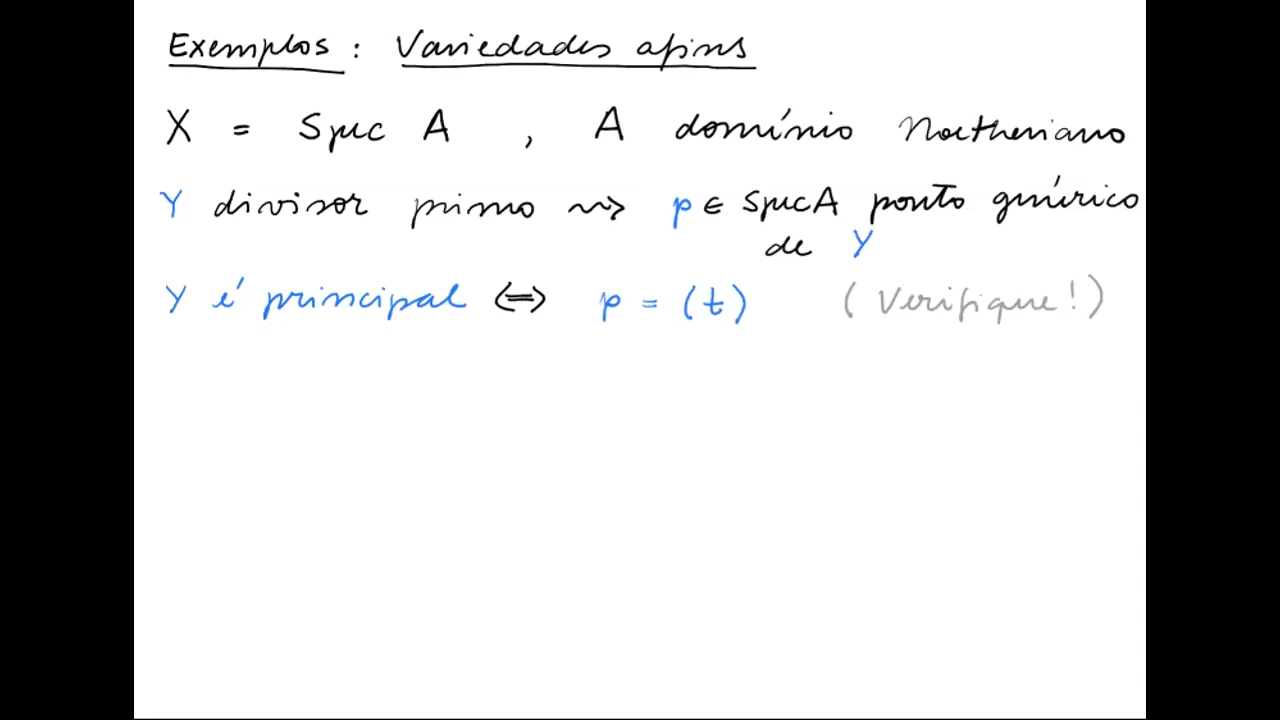 Exemplos : Variedades afins
X = Spec A , A domínio Noetheriano
Y divisor primo ⇝ p ∈ Spec A ponto genérico
de Y
Y é principal ⇔ p = (t) (Verifique!)